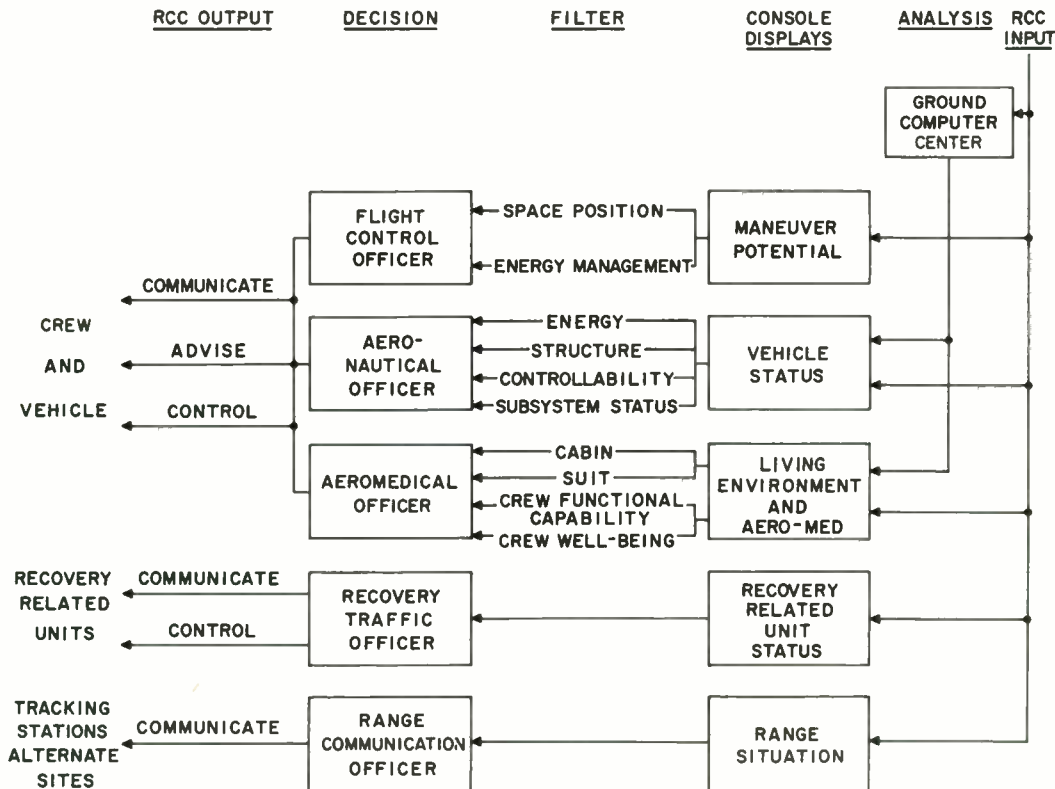 RCC OUTPUT
DECISION
FILTER
CONSOLE
DISPLAYS
ANALYSIS
RCC
INPUT
GROUND
COMPUTER
CENTER
FLIGHT
CONTROL
OFFICER
SPACE POSITION
ENERGY MANAGEMENT
MANEUVER
POTENTIAL
COMMUNICATE
CREW
AND
VEHICLE
ADVISE
CONTROL
AERO-
NAUTICAL
OFFICER
ENERGY
STRUCTURE
CONTROLLABILITY
SUBSYSTEM STATUS
VEHICLE
STATUS
AEROMEDICAL
OFFICER
CABIN
SUIT
CREW FUNCTIONAL
CAPABILITY
CREW WELL-BEING
LIVING
ENVIRONMENT
AND
AERO-MED
RECOVERY
RELATED
UNITS
COMMUNICATE
CONTROL
RECOVERY
TRAFFIC
OFFICER
RECOVERY
RELATED
UNIT
STATUS
TRACKING
STATIONS
ALTERNATE
SITES
COMMUNICATE
RANGE
COMMUNICATION
OFFICER
RANGE
SITUATION